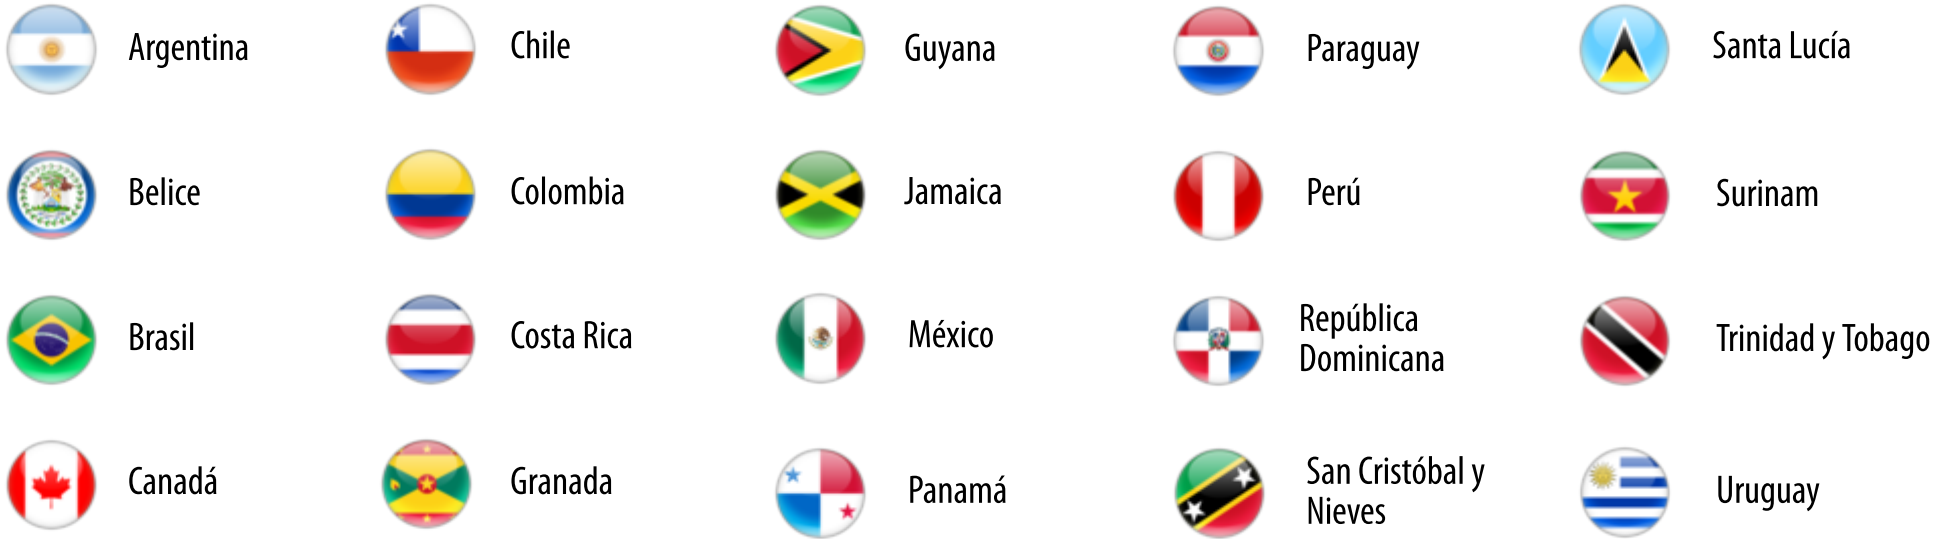 Argentina
Belice
Brasil
Canadá
Chile
Colombia
Costa Rica
Granada
Guyana
Jamaica
México
Panamá
Paraguay
Perú
República
Dominicana
San Cristóbal y
Nieves
Santa Lucía
Surinam
Trinidad y Tobago
Uruguay